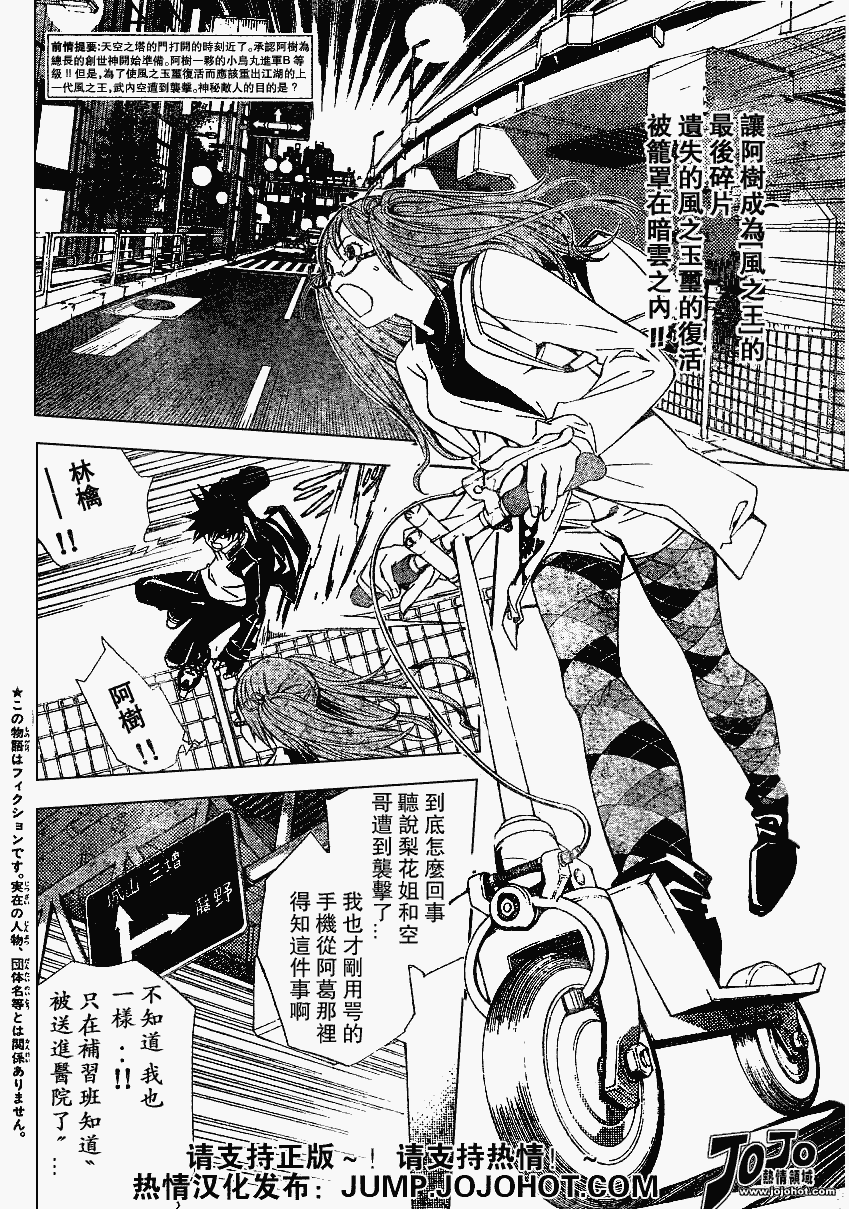 前情提要:天空之塔的門打開的時刻近了。承認阿樹為
總長的創世神開始準備。阿樹一夥的小烏丸進軍B等
級!!但是,為了使風之玉璽復活而應該重出江湖的上
一代風之王,武內空遭到襲擊。神秘敵人的目的是?
讓阿樹成為「風之王」的
最後碎片
遺失的風之玉璽的復活
被籠罩在暗雲之內!!
林檎
——!!
阿樹!!
到底怎麼回事
聽說梨花姐和空
哥遭到襲擊了…
我也才剛用咢的
手機從阿葛那裡
得知這件事啊
不知道 我也
一樣…!!
只在補習班知道〝
被送進醫院了〞…
城山 三増
藤野
★この物語はフィクションです。実在の人物、団体名等とは関係ありません。
请支持正版~! 请支持热情! ~
热情汉化发布: JUMP.JOJOHOT.COM
JOJO
熱情領域
www.jojohot.com